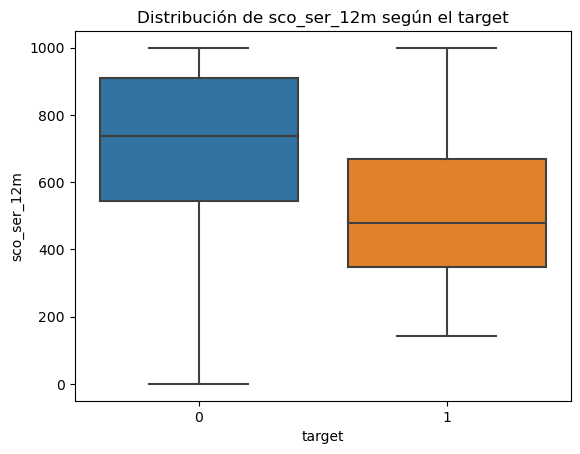 Distribución de sco_ser_12m según el target
1000
800
600
400
200
0
sco_ser_12m
0 1
target